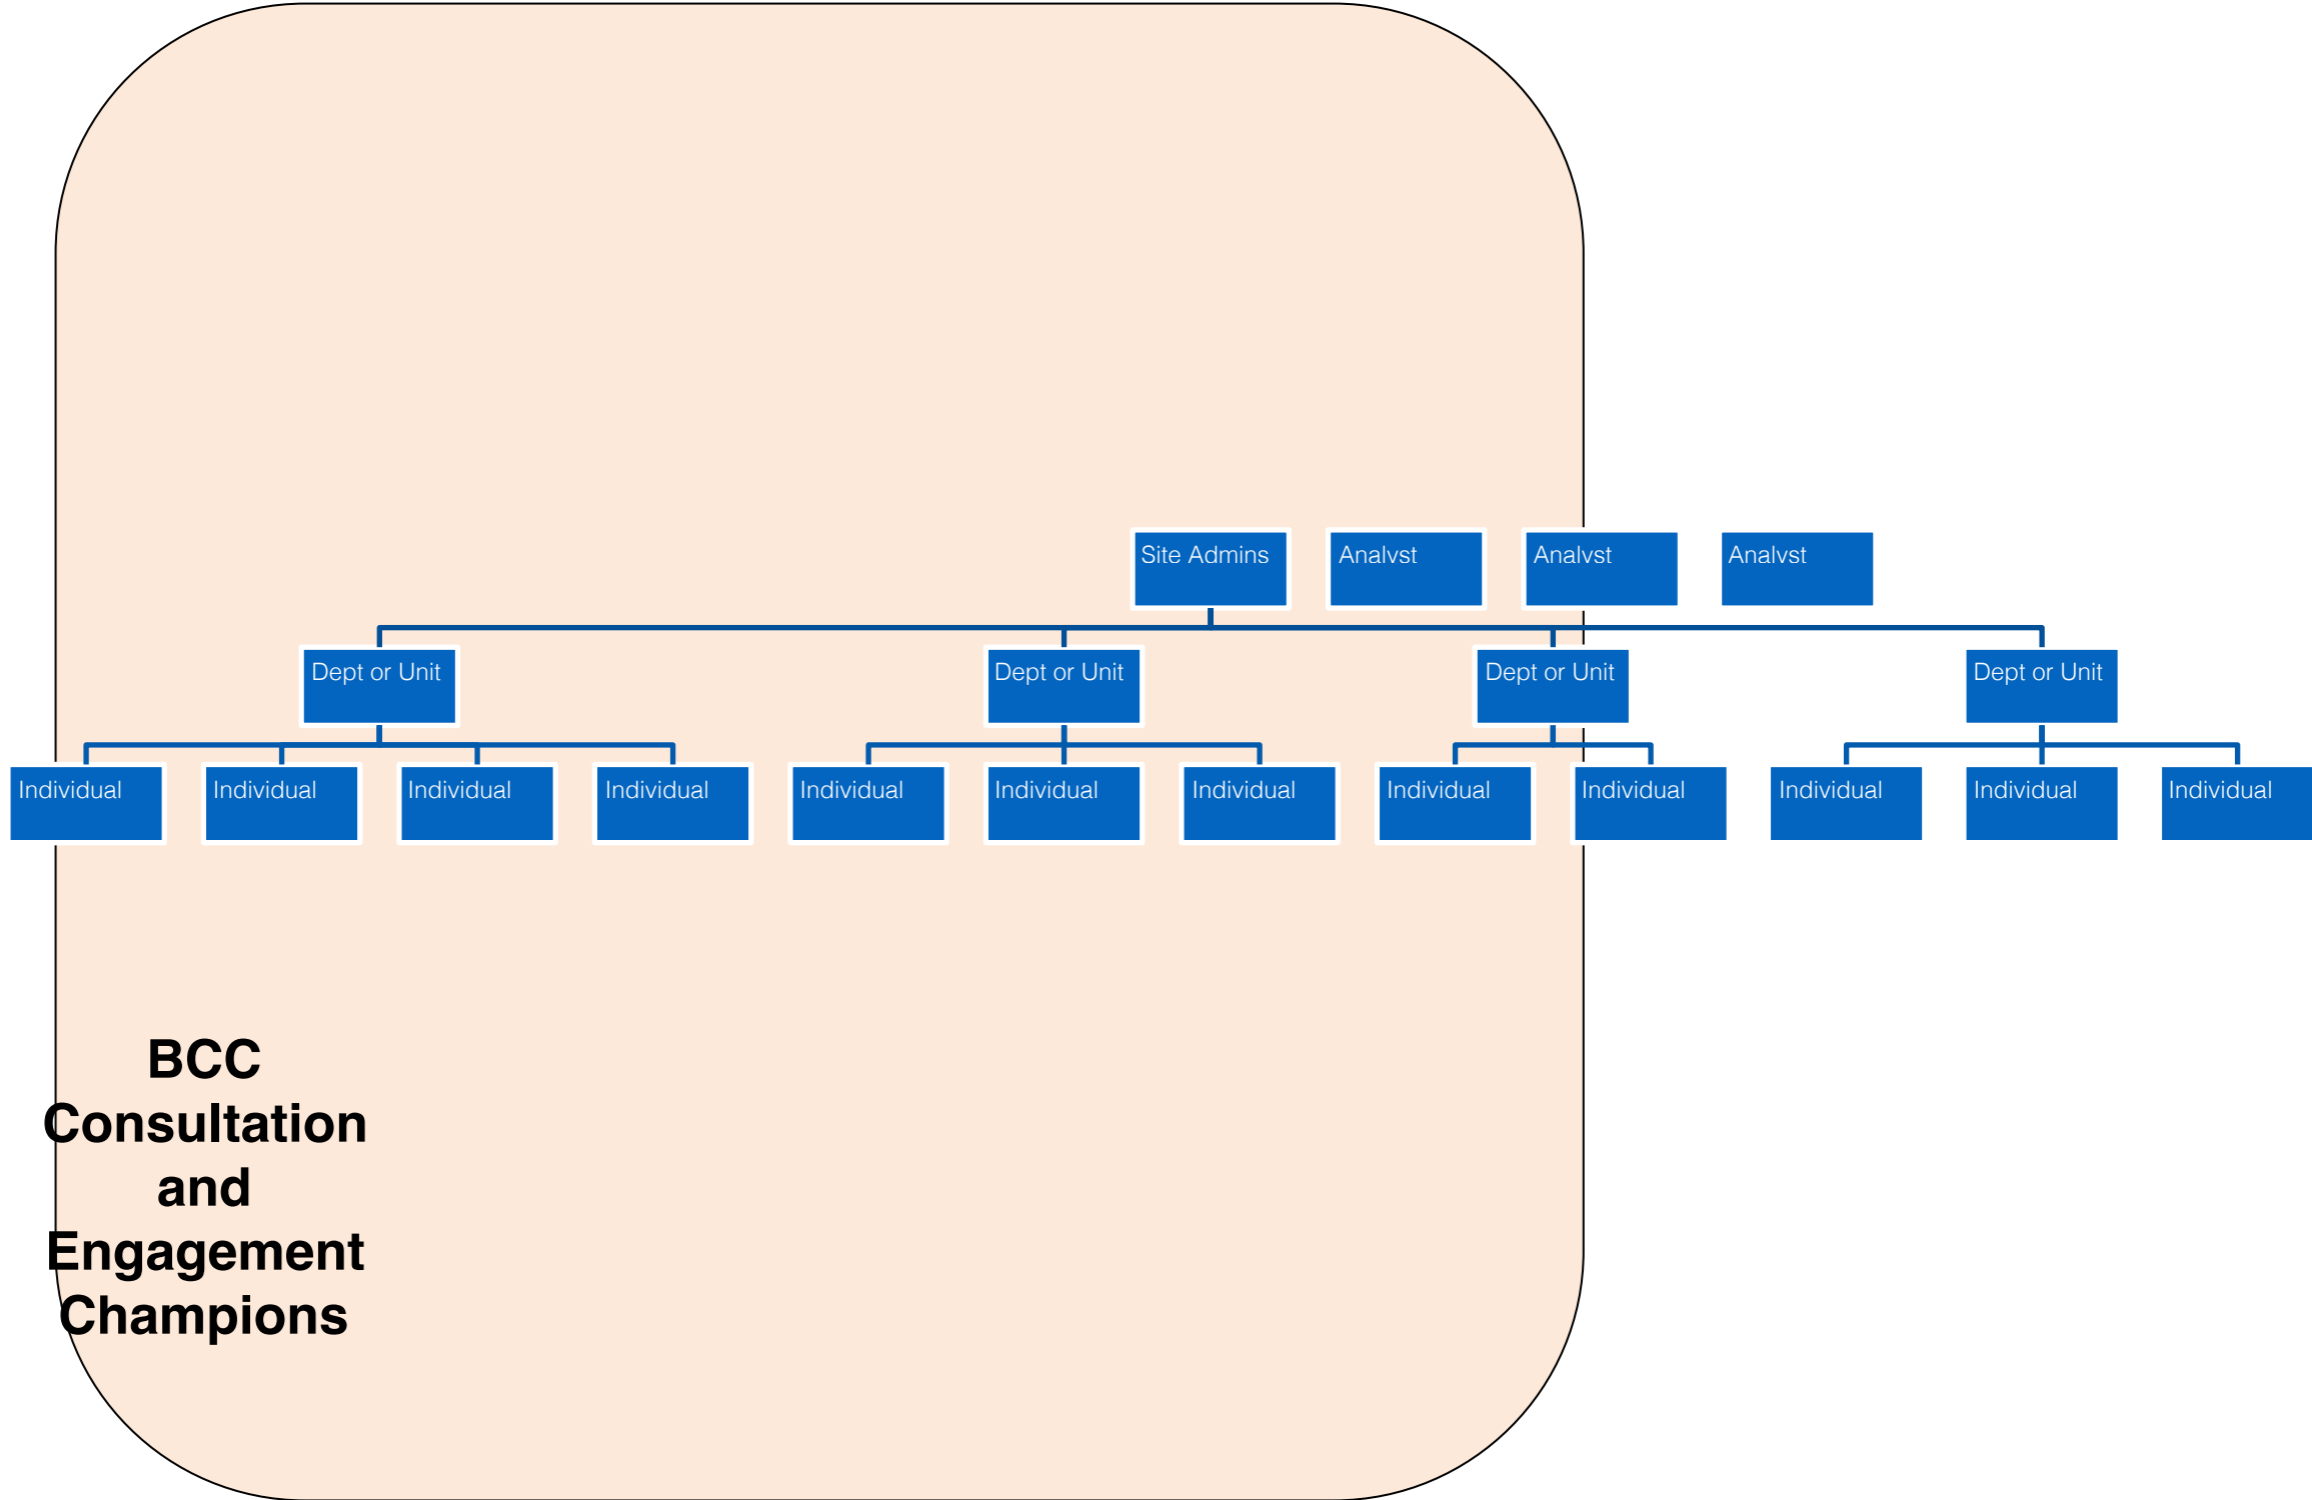 Site Admins Analyst Analyst Analyst
Dept or Unit Dept or Unit Dept or Unit Dept or Unit
Individual Individual Individual Individual Individual Individual Individual Individual Individual Individual Individual Individual
BCC
Consultation
and
Engagement
Champions